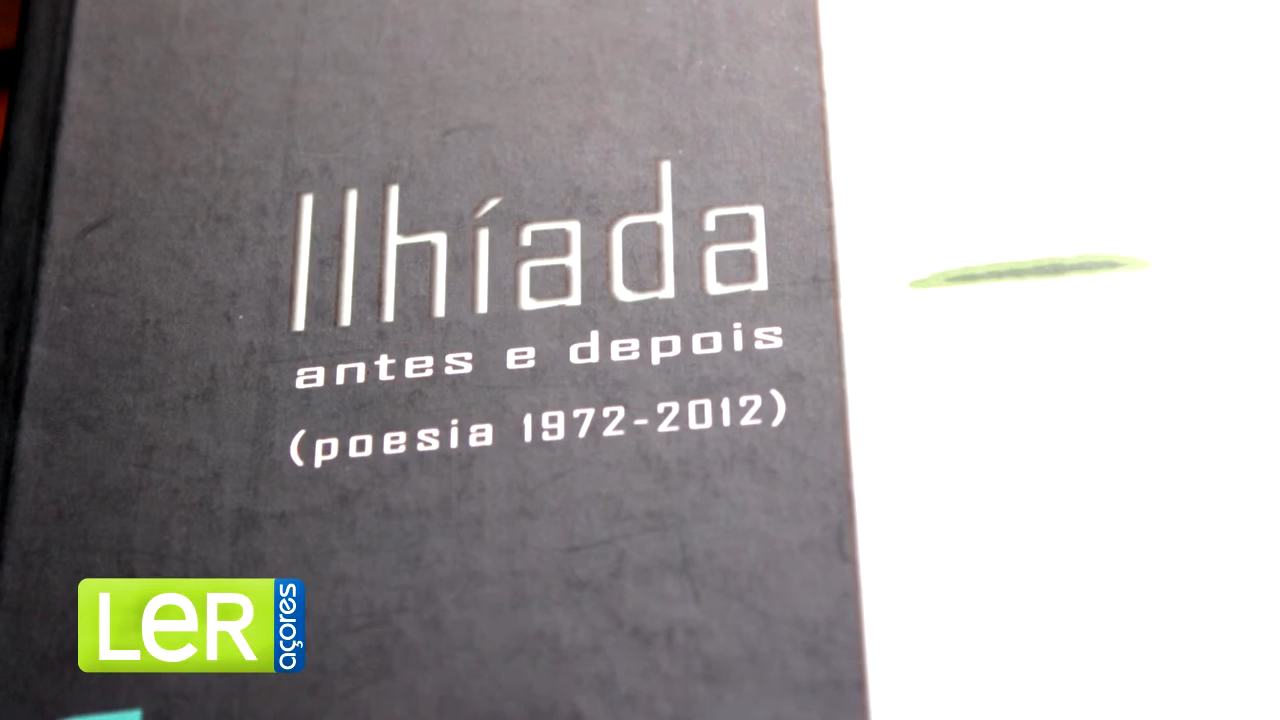 Ilhíada
antes e depois
(poesia 1972-2012)
LeR
açores